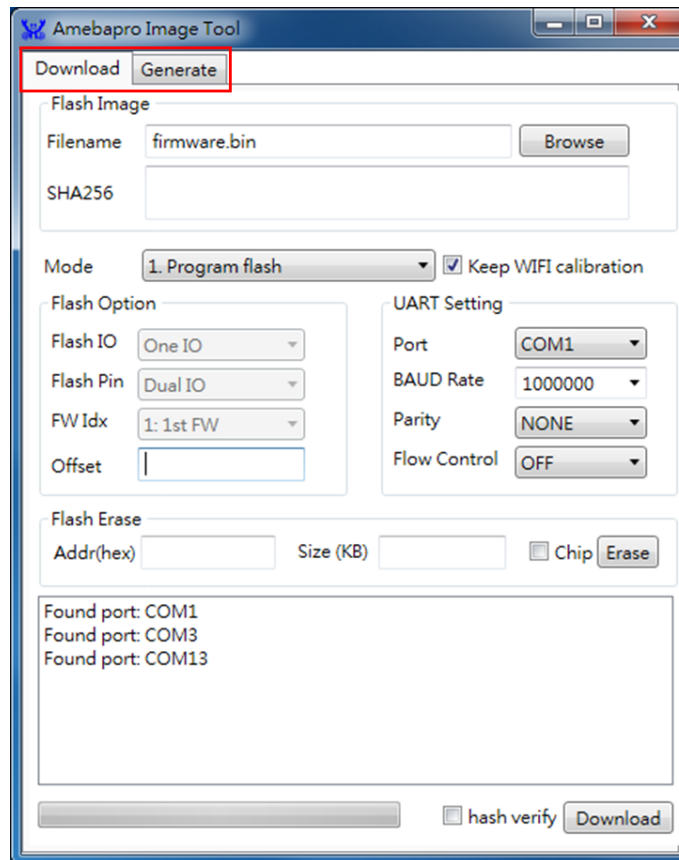 Amebapro Image Tool
Download Generate
Flash Image
Filename firmware.bin Browse
SHA256
Mode 1. Program flash Keep WIFI calibration
Flash Option UART Setting
Flash IO One IO Port COM1
Flash Pin Dual IO BAUD Rate 1000000
FW Idx 1: 1st FW Parity NONE
Offset Flow Control OFF
Flash Erase
Addr(hex) Size (KB) Chip Erase
Found port: COM1
Found port: COM3
Found port: COM13
hash verify Download